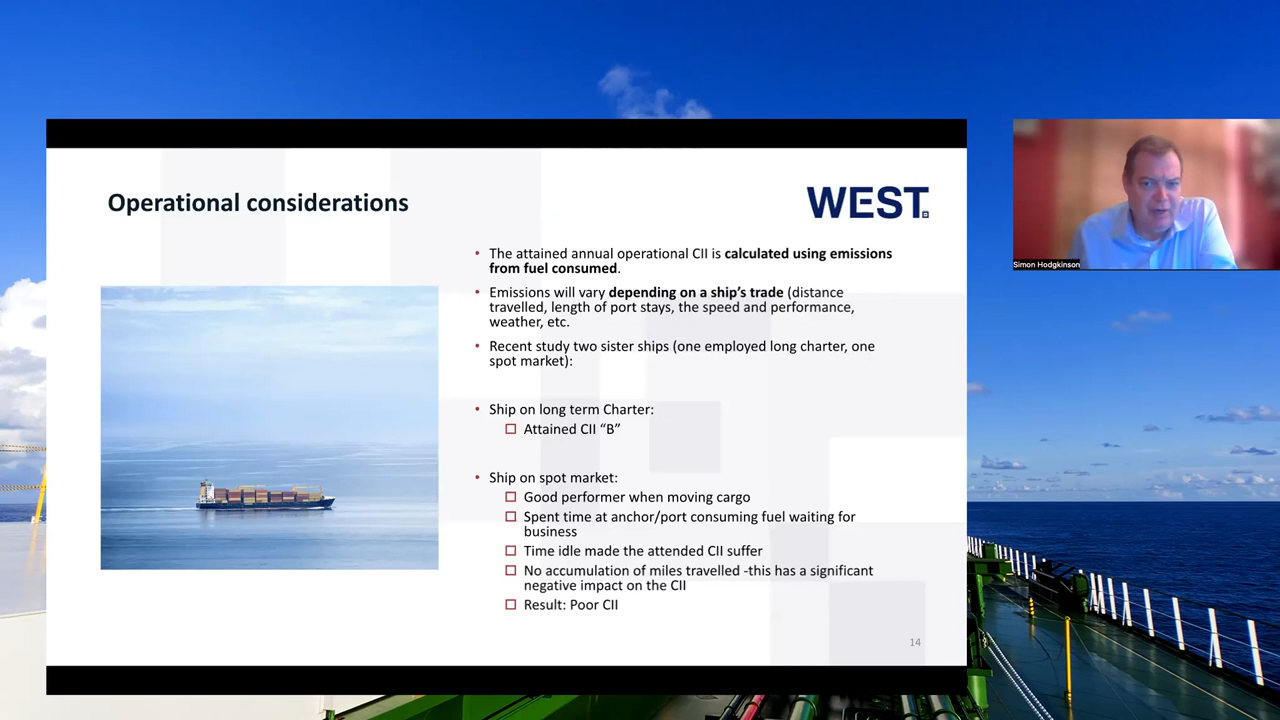 Operational considerations
WEST.
The attained annual operational CII is calculated using emissions
from fuel consumed.
Emissions will vary depending on a ship's trade (distance
travelled, length of port stays, the speed and performance,
weather, etc.
Recent study two sister ships (one employed long charter, one
spot market):
Ship on long term Charter:
Attained CII “B”
Ship on spot market:
Good performer when moving cargo
Spent time at anchor/port consuming fuel waiting for
business
Time idle made the attended CII suffer
No accumulation of miles travelled -this has a significant
negative impact on the CII
Result: Poor CII
14
Simon Hodgkinson